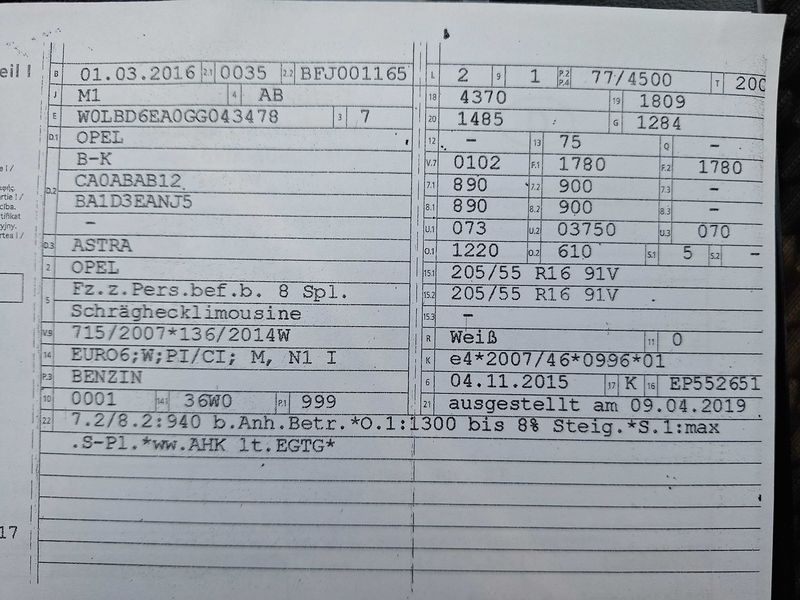 eil I
B 01.03.2016 2.1 0035 2.2 BFJ001165
J M1 4 AB
E W0LBD6EA0GG043478 3 7
D.1 OPEL
B-K
D.2 CA0ABAB12
BA1D3EANJ5
–
D.3 ASTRA
2 OPEL
5 Fz.z.Pers.bef.b. 8 Spl.
Schräghecklimousine
V.9 715/2007*136/2014W
14 EURO6;W;PI/CI; M, N1 I
P.3 BENZIN
10 0001 14.1 36W0 P.1 999
L 2 9 1 P.2 P.4 77/4500 T 200
18 4370 19 1809
20 1485 G 1284
12 – 13 75 Q –
V.7 0102 F.1 1780 F.2 1780
7.1 890 7.2 900 7.3 –
8.1 890 8.2 900 8.3 –
U.1 073 U.2 03750 U.3 070
O.1 1220 O.2 610 S.1 5 S.2 –
15.1 205/55 R16 91V
15.2 205/55 R16 91V
15.3 –
R Weiß 11 0
K e4*2007/46*0996*01
6 04.11.2015 17 K 16 EP552651
21 ausgestellt am 09.04.2019
22 7.2/8.2:940 b.Anh.Betr.*O.1:1300 bis 8% Steig.*S.1:max
.S-Pl.*ww.AHK lt.EGTG*
17